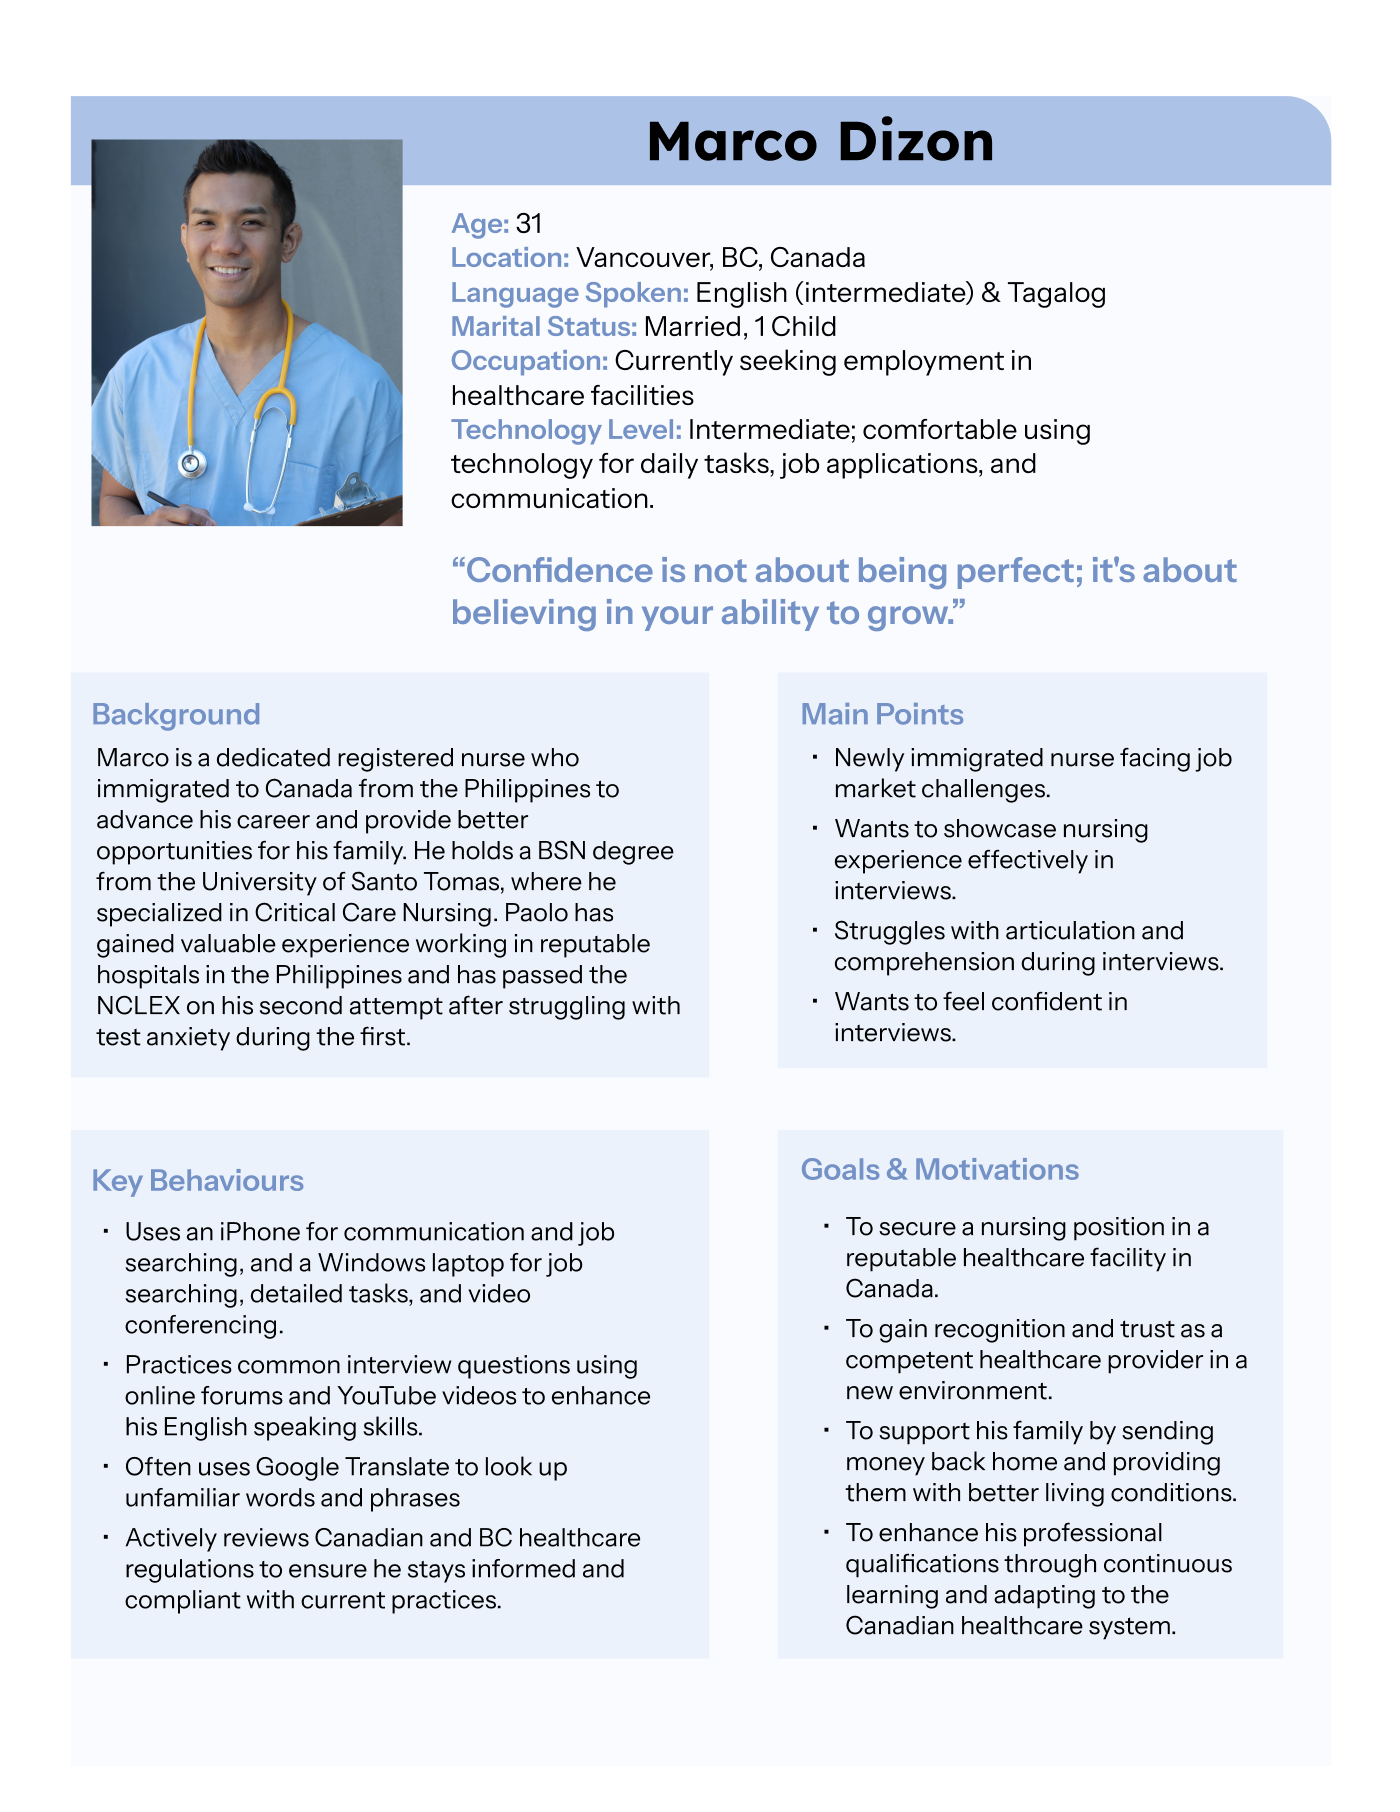 Marco Dizon
Age: 31
Location: Vancouver, BC, Canada
Language Spoken: English (intermediate) & Tagalog
Marital Status: Married, 1 Child
Occupation: Currently seeking employment in
healthcare facilities
Technology Level: Intermediate; comfortable using
technology for daily tasks, job applications, and
communication.
“Confidence is not about being perfect; it's about
believing in your ability to grow.”
Background
Marco is a dedicated registered nurse who
immigrated to Canada from the Philippines to
advance his career and provide better
opportunities for his family. He holds a BSN degree
from the University of Santo Tomas, where he
specialized in Critical Care Nursing. Paolo has
gained valuable experience working in reputable
hospitals in the Philippines and has passed the
NCLEX on his second attempt after struggling with
test anxiety during the first.
Main Points
• Newly immigrated nurse facing job
market challenges.
• Wants to showcase nursing
experience effectively in
interviews.
• Struggles with articulation and
comprehension during interviews.
• Wants to feel confident in
interviews.
Key Behaviours
• Uses an iPhone for communication and job
searching, and a Windows laptop for job
searching, detailed tasks, and video
conferencing.
• Practices common interview questions using
online forums and YouTube videos to enhance
his English speaking skills.
• Often uses Google Translate to look up
unfamiliar words and phrases
• Actively reviews Canadian and BC healthcare
regulations to ensure he stays informed and
compliant with current practices.
Goals & Motivations
• To secure a nursing position in a
reputable healthcare facility in
Canada.
• To gain recognition and trust as a
competent healthcare provider in a
new environment.
• To support his family by sending
money back home and providing
them with better living conditions.
• To enhance his professional
qualifications through continuous
learning and adapting to the
Canadian healthcare system.